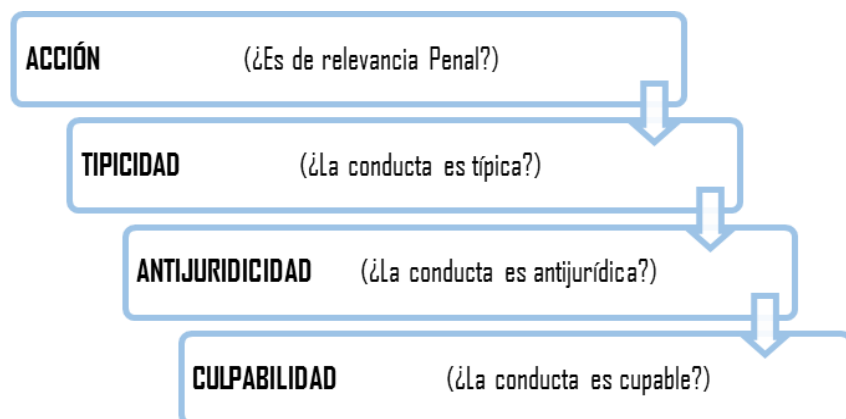 ACCIÓN (¿Es de relevancia Penal?)
TIPICIDAD (¿La conducta es típica?)
ANTIJURIDICIDAD (¿La conducta es antijurídica?)
CULPABILIDAD (¿La conducta es cupable?)